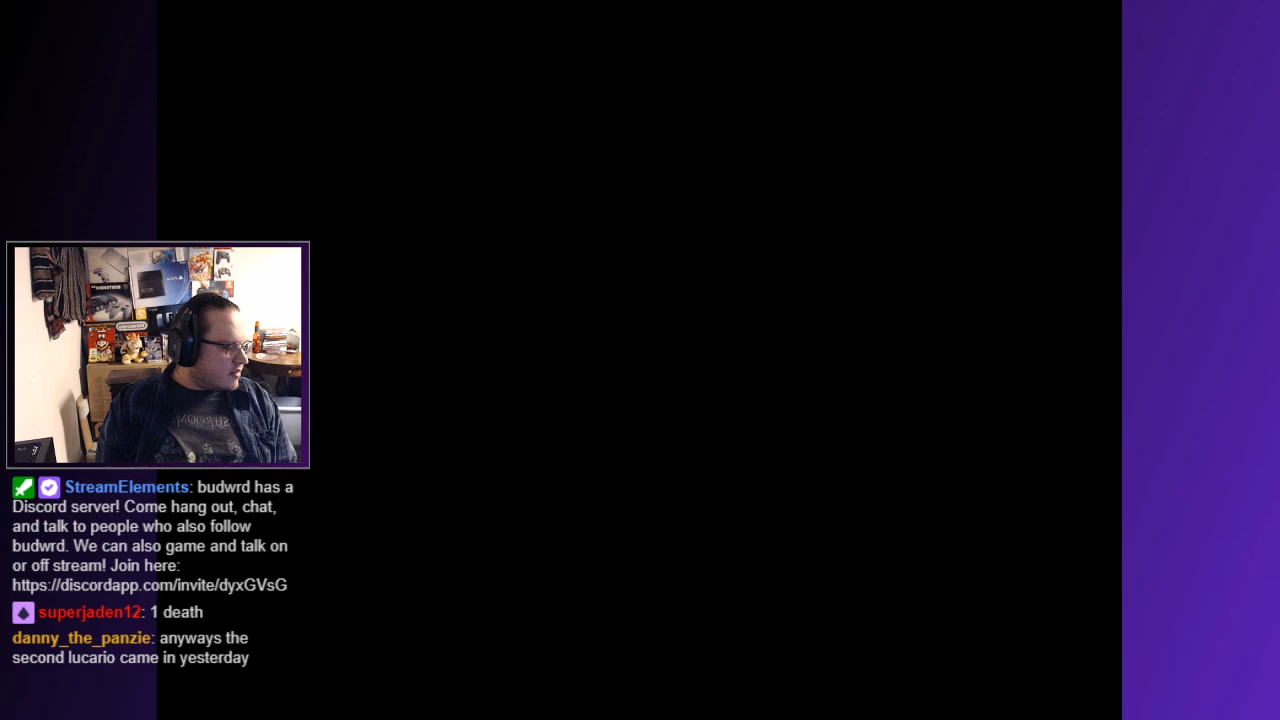 StreamElements: budwrd has a
Discord server! Come hang out, chat,
and talk to people who also follow
budwrd. We can also game and talk on
or off stream! Join here:
https://discordapp.com/invite/dyxGVsG
superjaden12: 1 death
danny_the_panzie: anyways the
second lucario came in yesterday